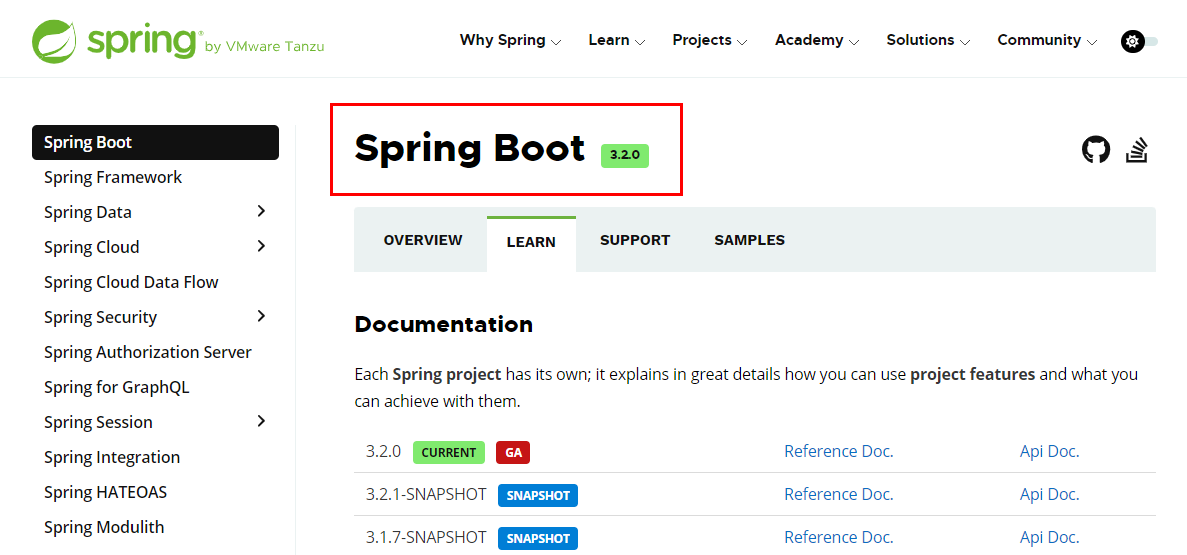 spring by VMware Tanzu
Why Spring Learn Projects Academy Solutions Community
Spring Boot
Spring Framework
Spring Data
Spring Cloud
Spring Cloud Data Flow
Spring Security
Spring Authorization Server
Spring for GraphQL
Spring Session
Spring Integration
Spring HATEOAS
Spring Modulith
Spring Boot 3.2.0
OVERVIEW LEARN SUPPORT SAMPLES
Documentation
Each Spring project has its own; it explains in great details how you can use project features and what you
can achieve with them.
3.2.0 CURRENT GA Reference Doc. Api Doc.
3.2.1-SNAPSHOT SNAPSHOT Reference Doc. Api Doc.
3.1.7-SNAPSHOT SNAPSHOT Reference Doc. Api Doc.